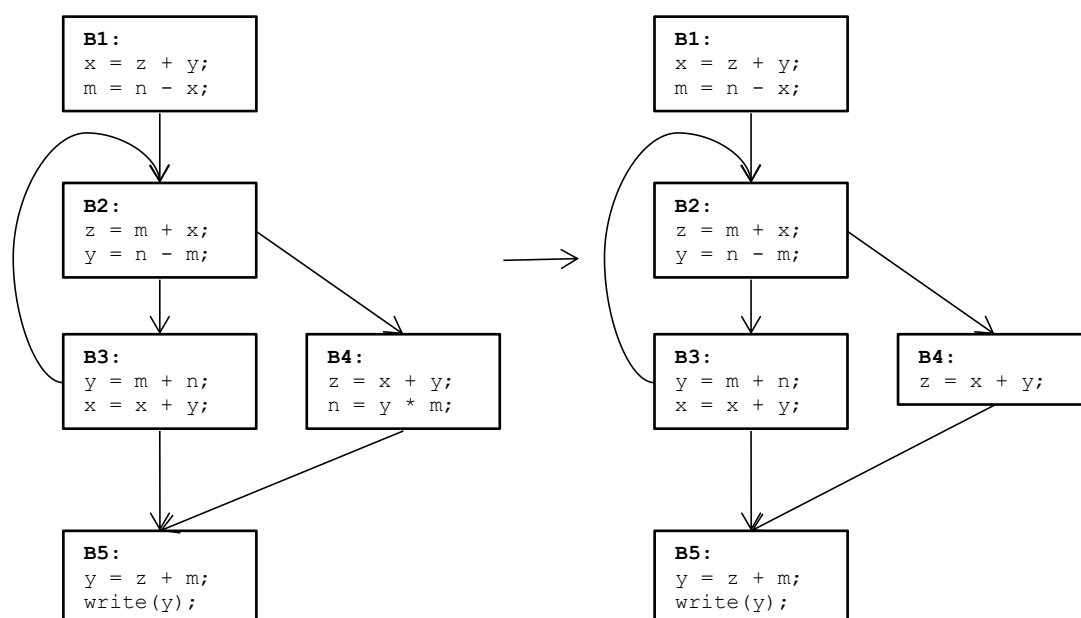 B1:
x = z + y;
m = n - x;
B2:
z = m + x;
y = n - m;
B3:
y = m + n;
x = x + y;
B4:
z = x + y;
n = y * m;
B5:
y = z + m;
write(y);
B1:
x = z + y;
m = n - x;
B2:
z = m + x;
y = n - m;
B3:
y = m + n;
x = x + y;
B4:
z = x + y;
B5:
y = z + m;
write(y);